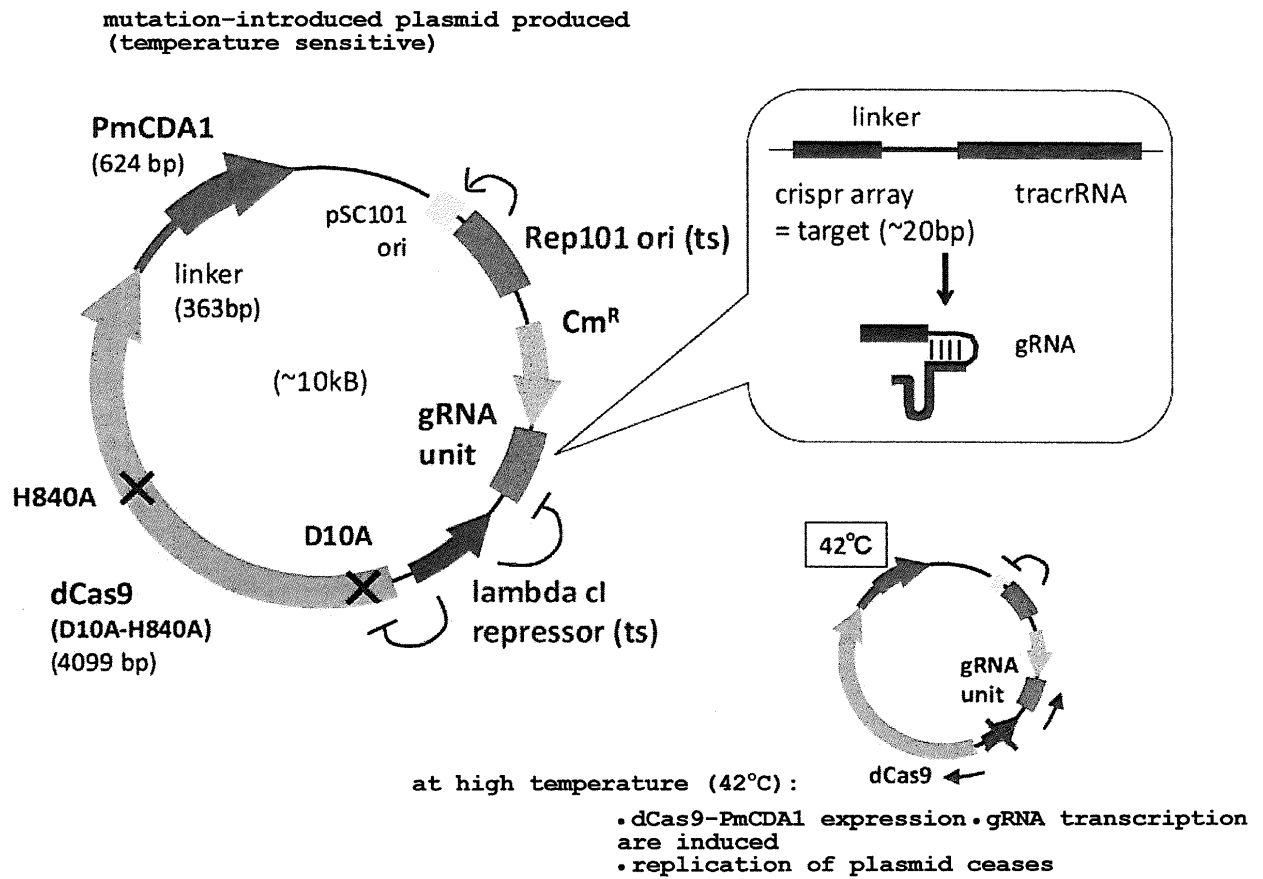 mutation-introduced plasmid produced
(temperature sensitive)
PmCDA1
(624 bp)
pSC101
ori
Rep101 ori (ts)
linker
(363bp)
(~10kB)
CmR
gRNA
unit
H840A
D10A
dCas9
(D10A-H840A)
(4099 bp)
lambda cI
repressor (ts)
linker
crispr array
= target (~20bp)
tracrRNA
gRNA
42°C
gRNA
unit
dCas9
at high temperature (42°C):
•dCas9-PmCDA1 expression•gRNA transcription
are induced
•replication of plasmid ceases